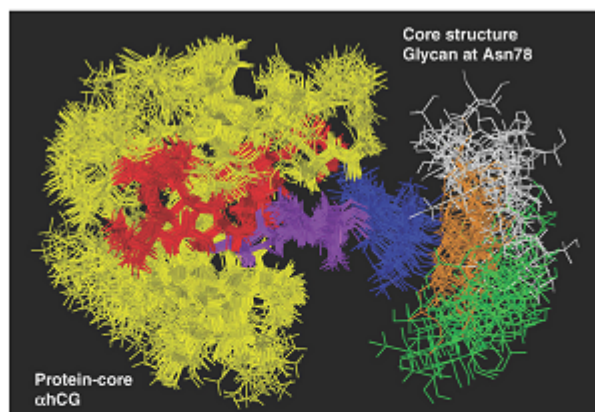 Core structure
Glycan at Asn78
Protein-core
αhCG